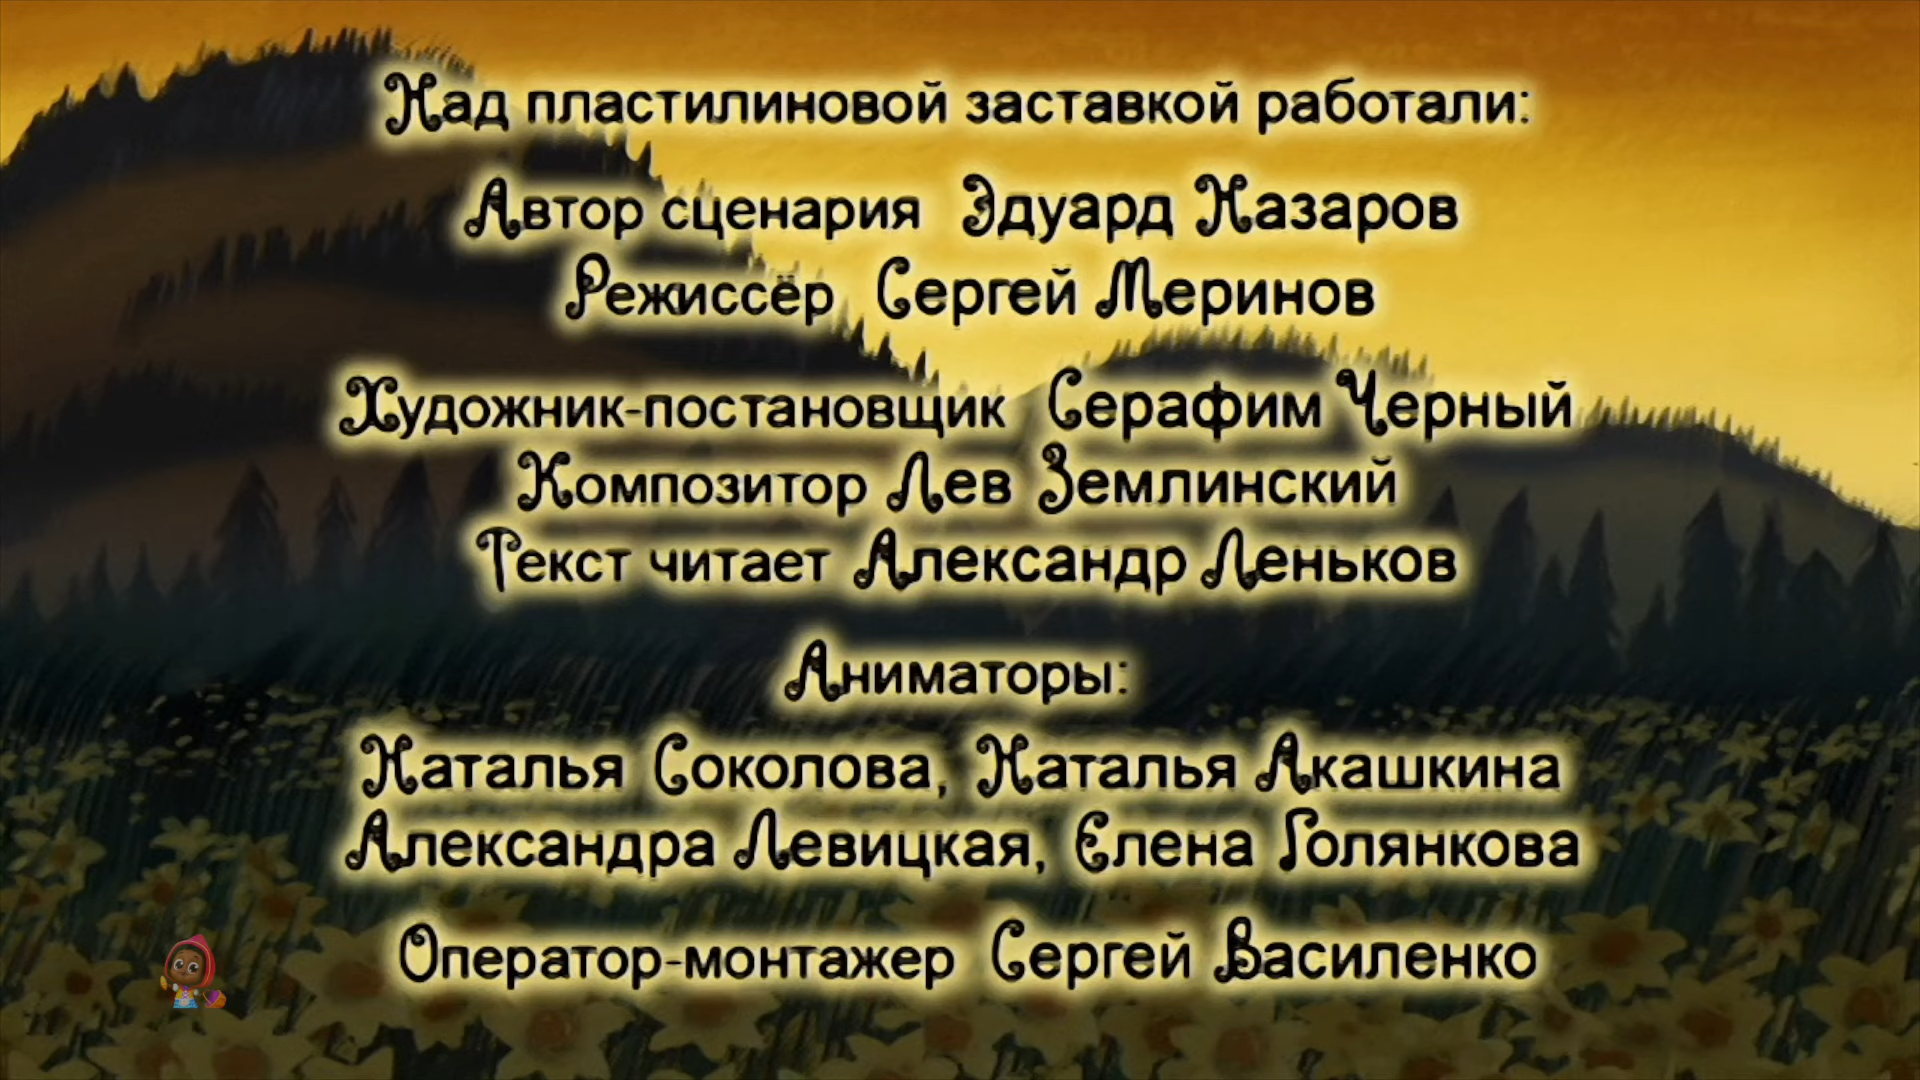 Над пластилиновой заставкой работали:
Автор сценария Эдуард Назаров
Режиссёр Сергей Меринов
Художник-постановщик Серафим Черный
Композитор Лев Землинский
Текст читает Александр Леньков
Аниматоры:
Наталья Соколова, Наталья Акашкина
Александра Левицкая, Елена Голянкова
Оператор-монтажер Сергей Василенко